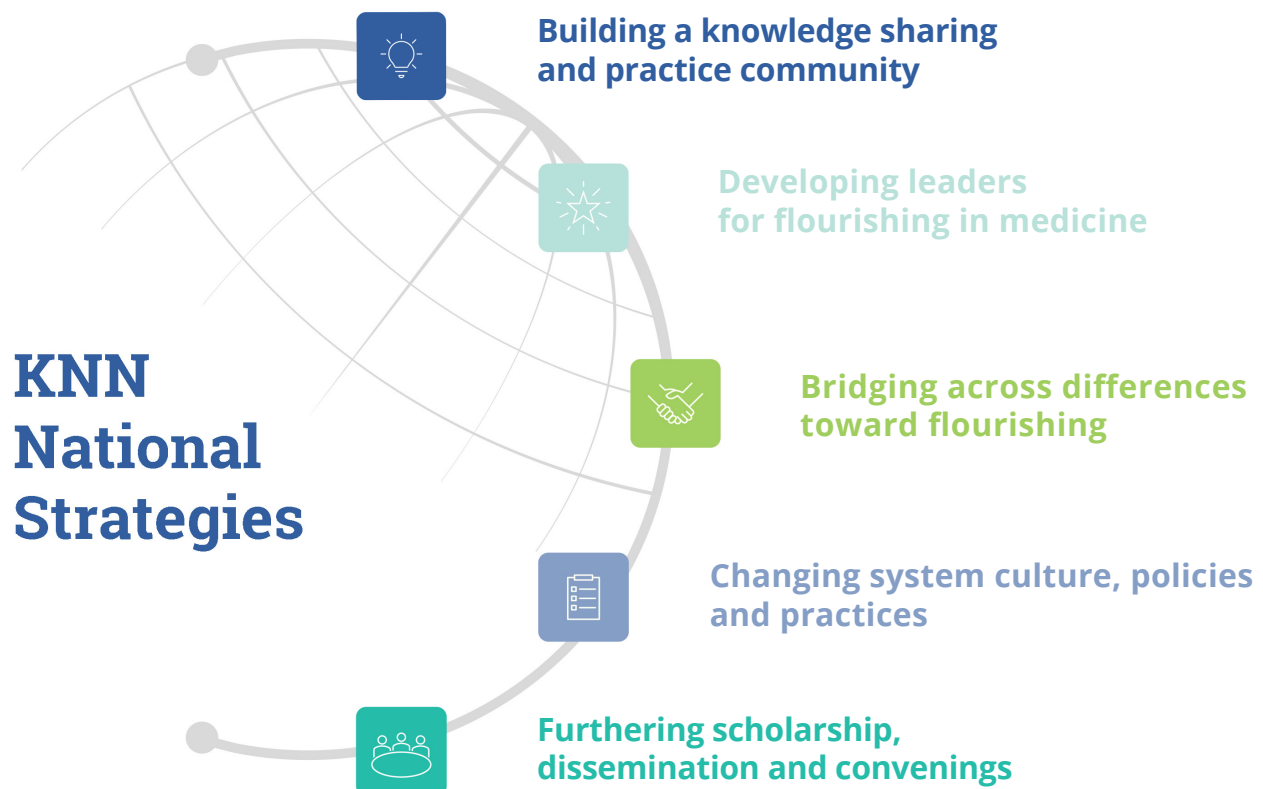 KNN
National
Strategies
Building a knowledge sharing
and practice community
Developing leaders
for flourishing in medicine
Bridging across differences
toward flourishing
Changing system culture, policies
and practices
Furthering scholarship,
dissemination and convenings